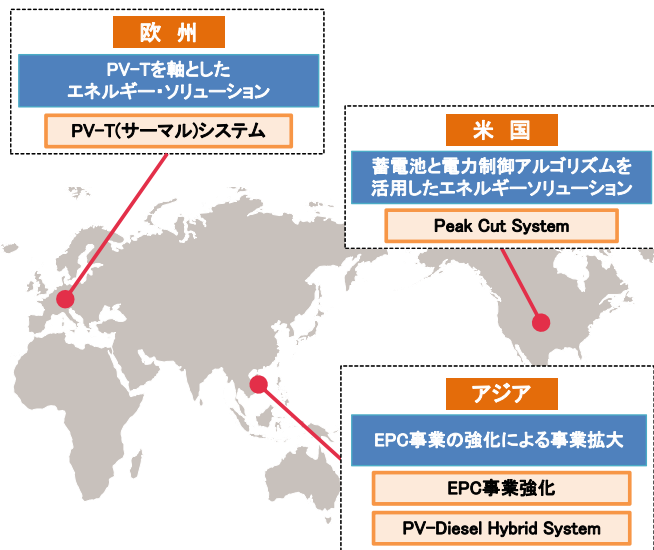 欧 州
PV-Tを軸とした
エネルギー・ソリューション
PV-T(サーマル)システム
米 国
蓄電池と電力制御アルゴリズムを
活用したエネルギーソリューション
Peak Cut System
アジア
EPC事業の強化による事業拡大
EPC事業強化
PV-Diesel Hybrid System